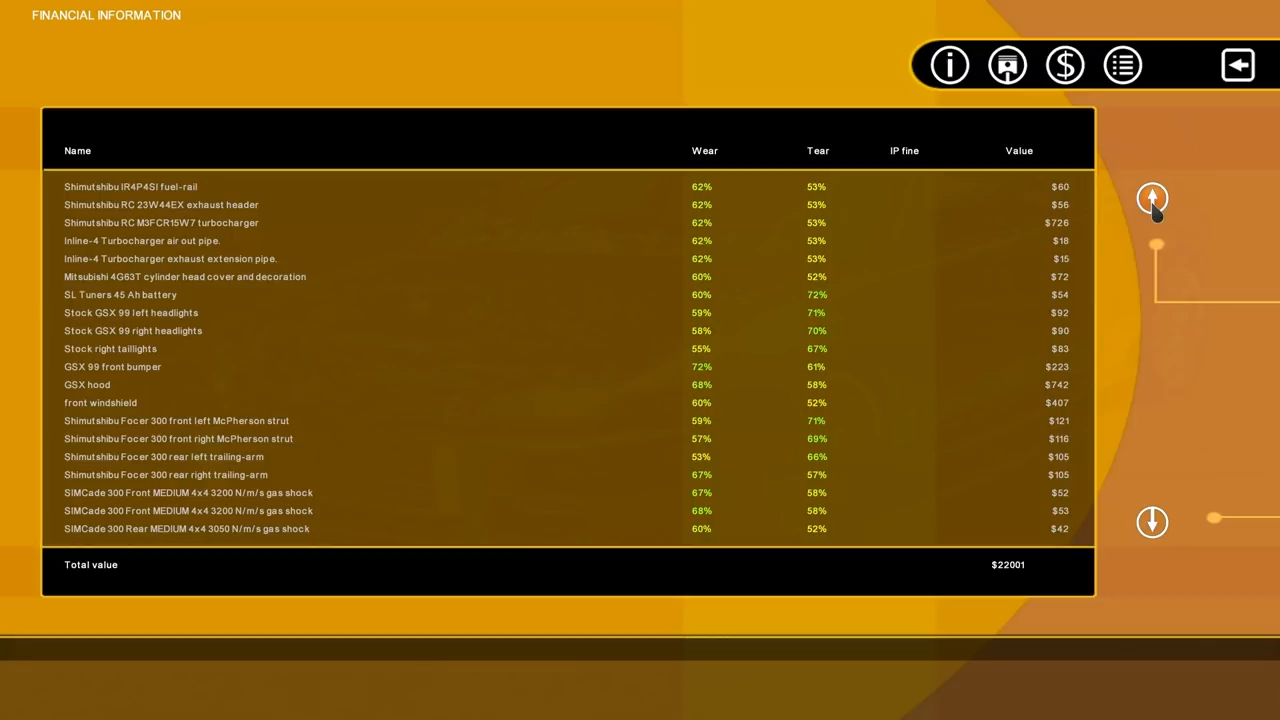 FINANCIAL INFORMATION
Name Wear Tear IP fine Value
Shimutshibu IR4P4SI fuel-rail 62% 53% $60
Shimutshibu RC 23W44EX exhaust header 62% 53% $56
Shimutshibu RC M3FCR15W7 turbocharger 62% 53% $726
Inline-4 Turbocharger air out pipe. 62% 53% $18
Inline-4 Turbocharger exhaust extension pipe. 62% 53% $15
Mitsubishi 4G63T cylinder head cover and decoration 60% 52% $72
SL Tuners 45 Ah battery 60% 72% $54
Stock GSX 99 left headlights 59% 71% $92
Stock GSX 99 right headlights 58% 70% $90
Stock right taillights 55% 67% $83
GSX 99 front bumper 72% 61% $223
GSX hood 68% 58% $742
front windshield 60% 52% $407
Shimutshibu Focer 300 front left McPherson strut 59% 71% $121
Shimutshibu Focer 300 front right McPherson strut 57% 69% $116
Shimutshibu Focer 300 rear left trailing-arm 53% 66% $105
Shimutshibu Focer 300 rear right trailing-arm 67% 57% $105
SIMCade 300 Front MEDIUM 4x4 3200 N/m/s gas shock 67% 58% $52
SIMCade 300 Front MEDIUM 4x4 3200 N/m/s gas shock 68% 58% $53
SIMCade 300 Rear MEDIUM 4x4 3050 N/m/s gas shock 60% 52% $42
Total value $22001